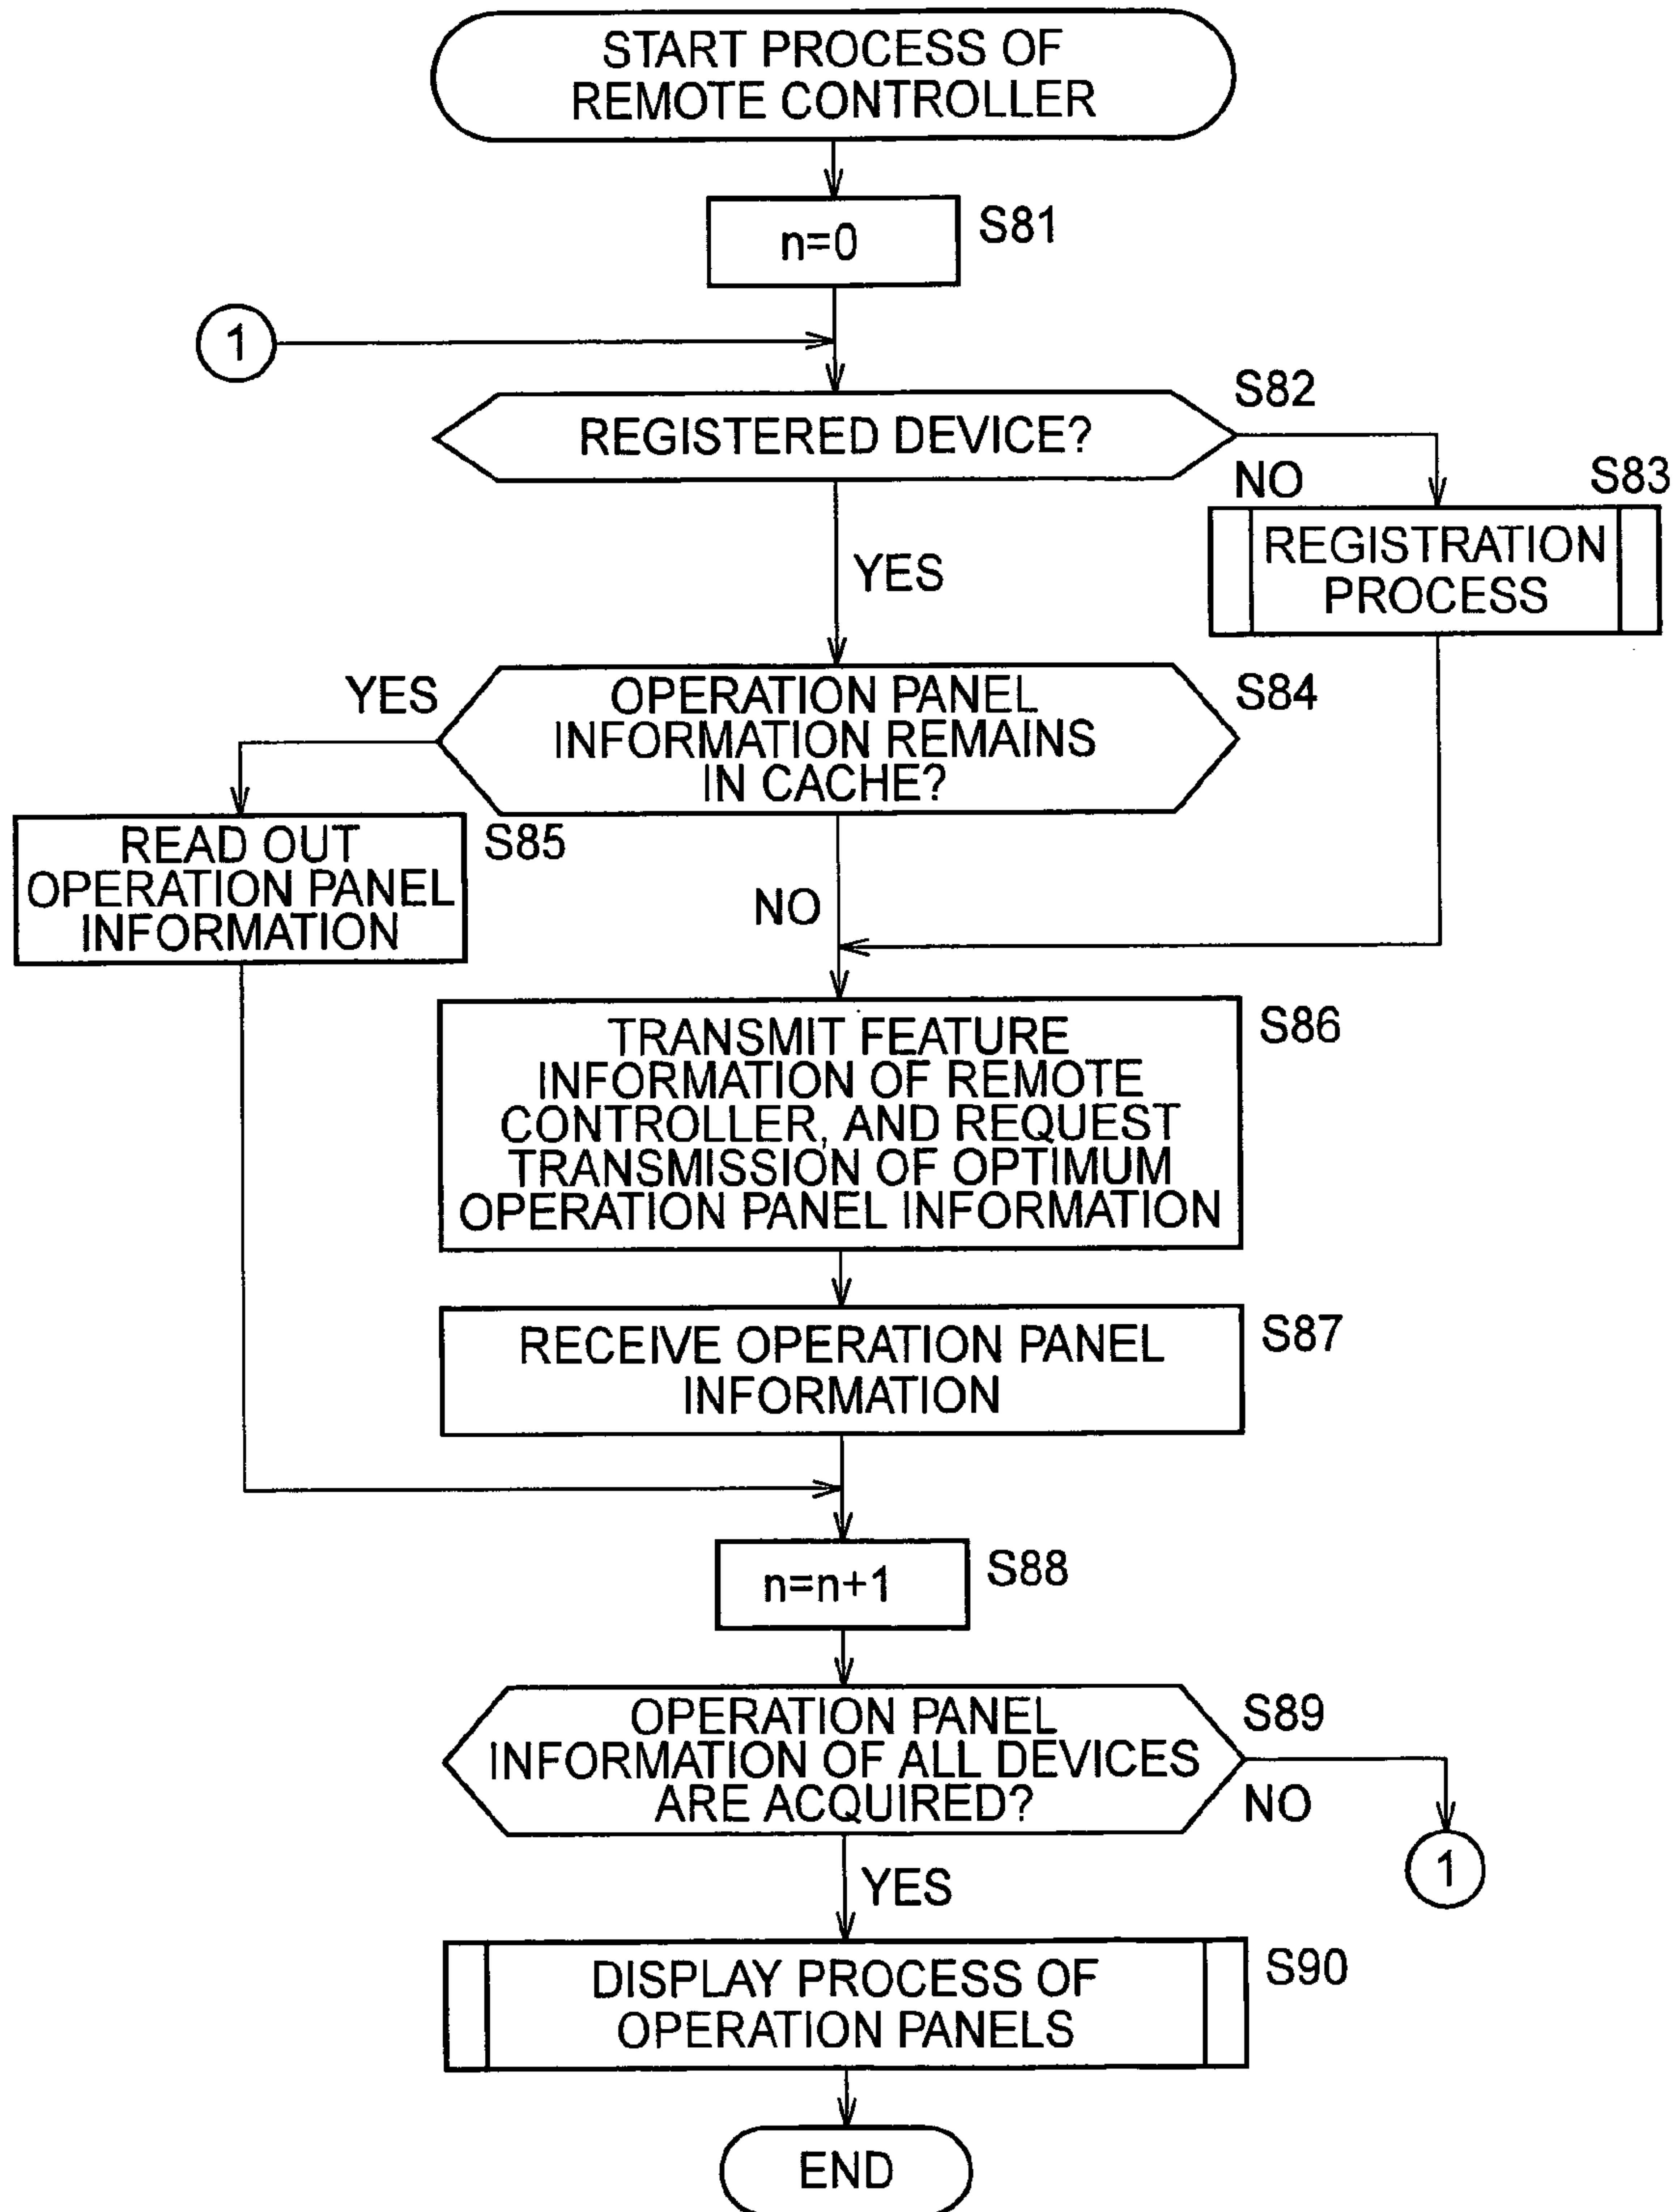 START PROCESS OF
REMOTE CONTROLLER
n=0
S81
1
REGISTERED DEVICE?
S82
NO
S83
REGISTRATION
PROCESS
YES
OPERATION PANEL
INFORMATION REMAINS
IN CACHE?
S84
YES
READ OUT
OPERATION PANEL
INFORMATION
S85
NO
TRANSMIT FEATURE
INFORMATION OF REMOTE
CONTROLLER, AND REQUEST
TRANSMISSION OF OPTIMUM
OPERATION PANEL INFORMATION
S86
RECEIVE OPERATION PANEL
INFORMATION
S87
n=n+1
S88
OPERATION PANEL
INFORMATION OF ALL DEVICES
ARE ACQUIRED?
S89
NO
1
YES
DISPLAY PROCESS OF
OPERATION PANELS
S90
END